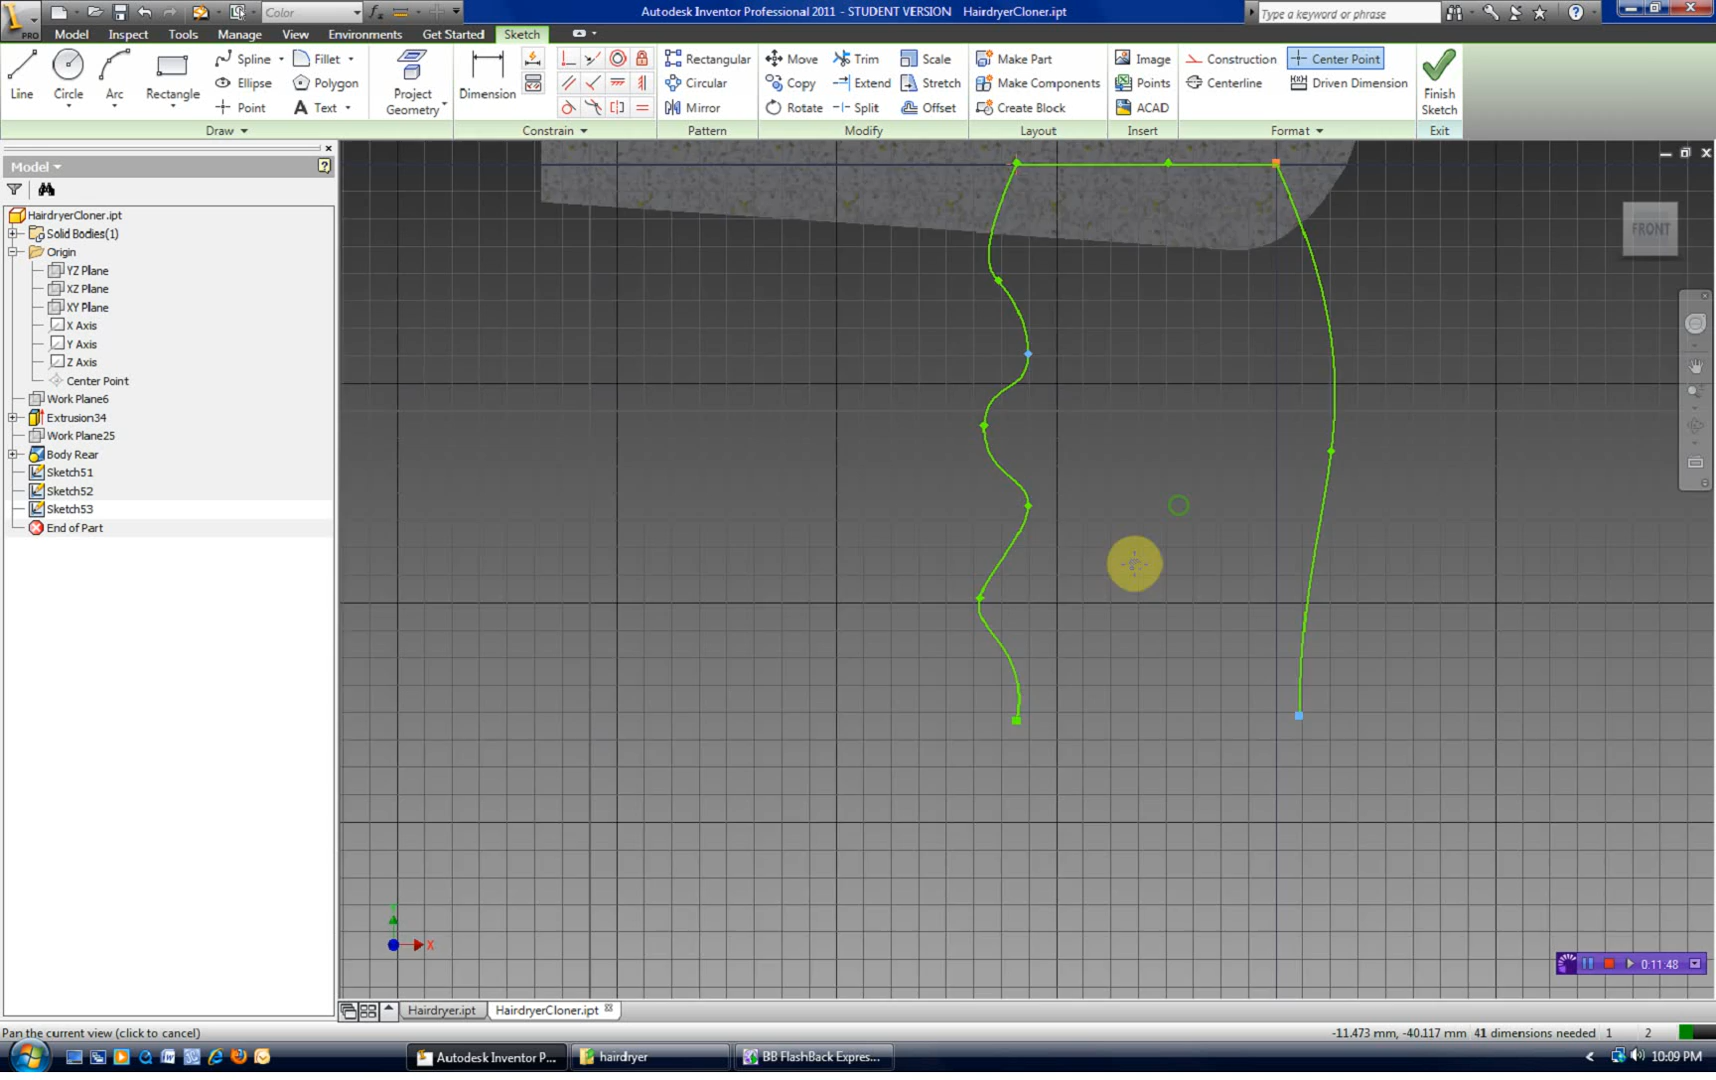 Color
Autodesk Inventor Professional 2011 - STUDENT VERSION HairdryerCloner.ipt
Type a keyword or phrase
PRO Model Inspect Tools Manage View Environments Get Started Sketch
Line Circle Arc Rectangle Spline Ellipse Point Fillet Polygon Text
Project Geometry
Dimension
Rectangular Circular Mirror
Move Copy Rotate Trim Extend Split Scale Stretch Offset
Make Part Make Components Create Block
Image Points ACAD
Construction Centerline Center Point Driven Dimension
Finish Sketch
Draw Constrain Pattern Modify Layout Insert Format Exit
Model
HairdryerCloner.ipt
Solid Bodies(1)
Origin
YZ Plane
XZ Plane
XY Plane
X Axis
Y Axis
Z Axis
Center Point
Work Plane6
Extrusion34
Work Plane25
Body Rear
Sketch51
Sketch52
Sketch53
End of Part
FRONT
X
0:11:48
Hairdryer.ipt HairdryerCloner.ipt
Pan the current view (click to cancel) -11.473 mm, -40.117 mm 41 dimensions needed 1 2
Autodesk Inventor P... hairdryer BB FlashBack Expres... 10:09 PM